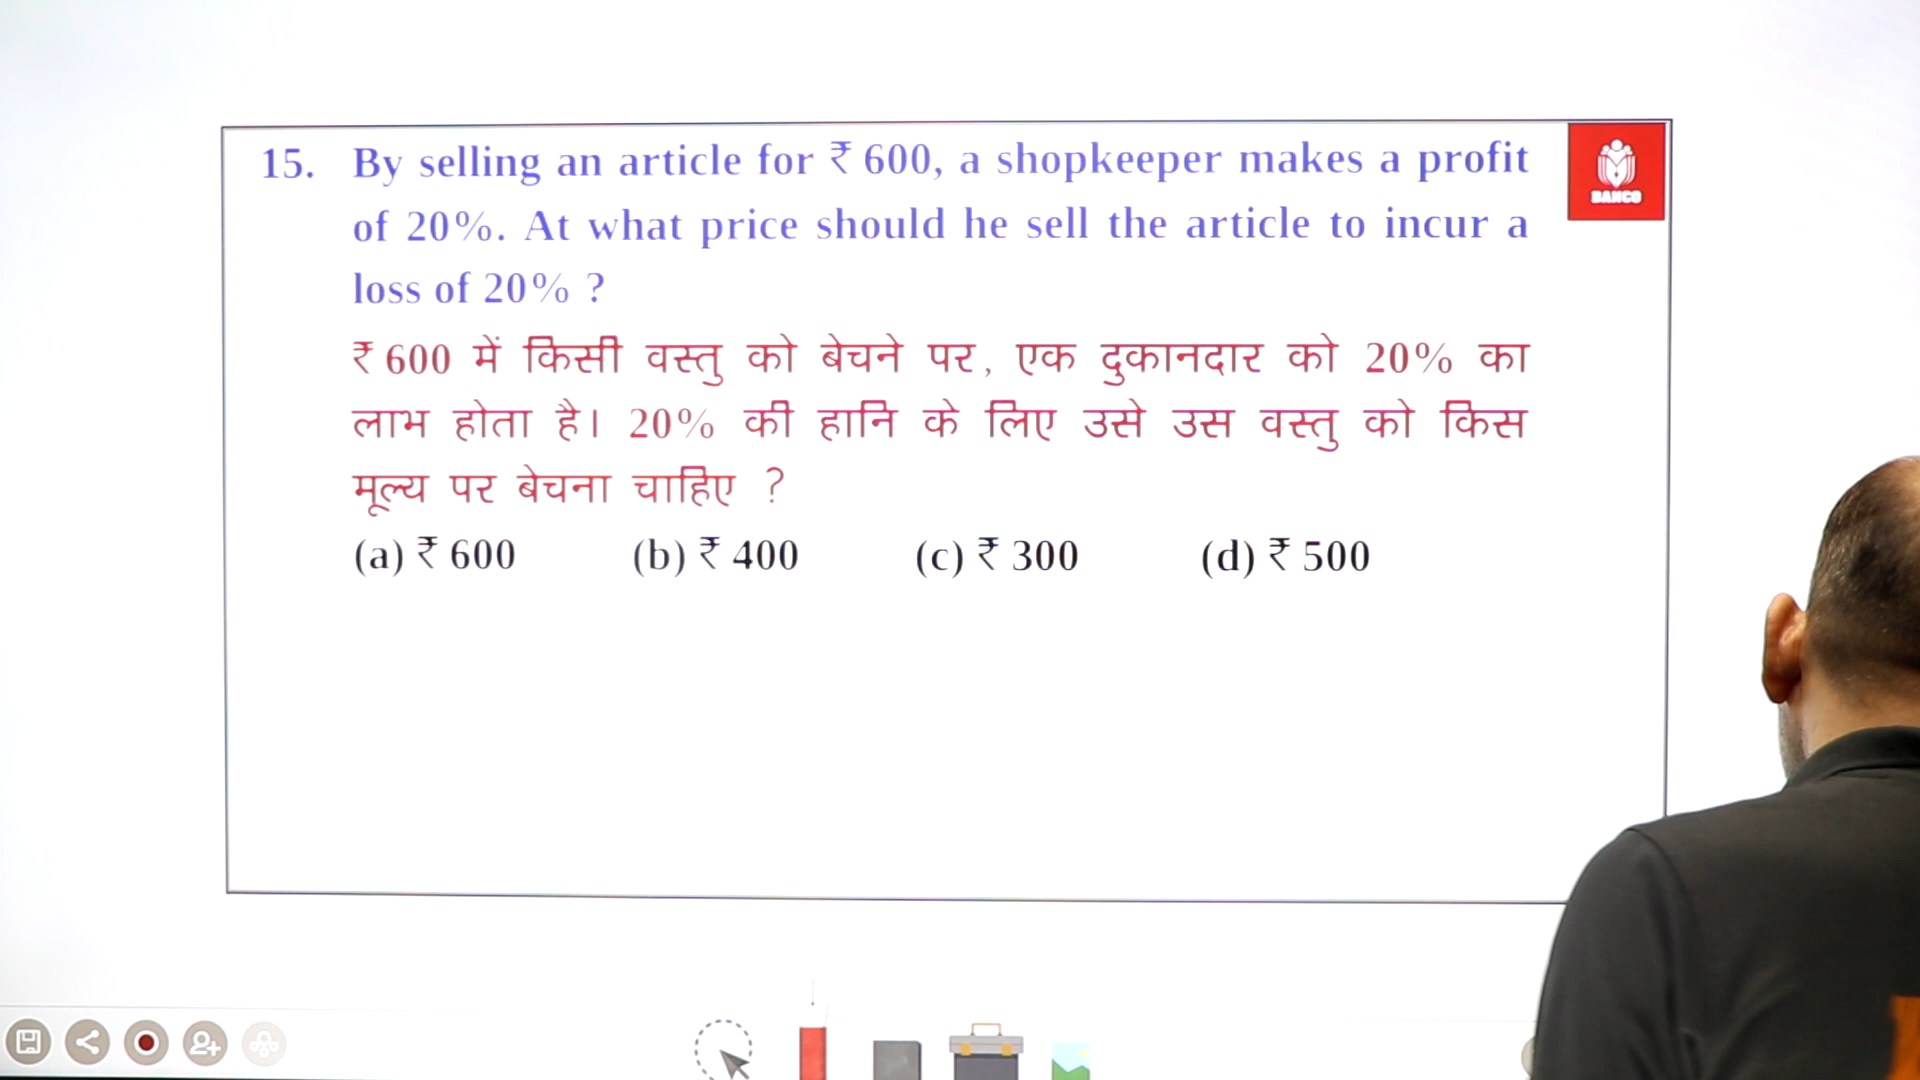 15. By selling an article for ₹ 600, a shopkeeper makes a profit
of 20%. At what price should he sell the article to incur a
loss of 20% ?
₹ 600 में किसी वस्तु को बेचने पर, एक दुकानदार को 20% का
लाभ होता है। 20% की हानि के लिए उसे उस वस्तु को किस
मूल्य पर बेचना चाहिए ?
(a) ₹ 600 (b) ₹ 400 (c) ₹ 300 (d) ₹ 500